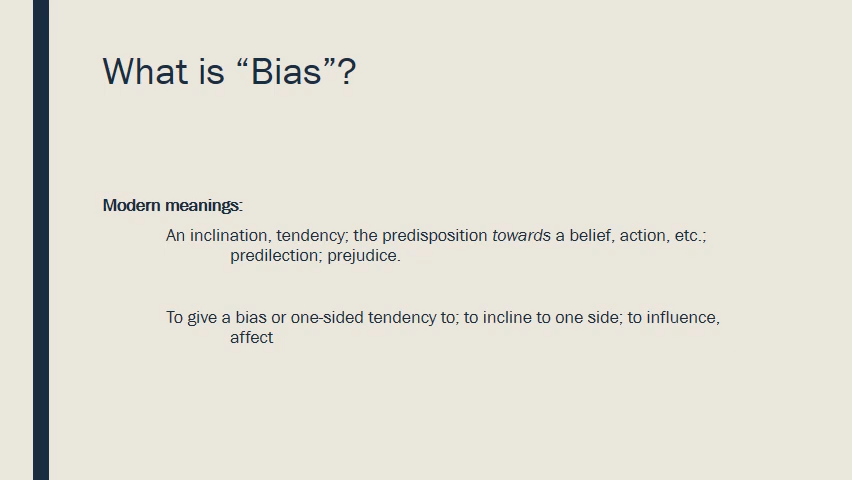 What is “Bias”?
Modern meanings:
An inclination, tendency; the predisposition towards a belief, action, etc.;
predilection; prejudice.
To give a bias or one-sided tendency to; to incline to one side; to influence,
affect